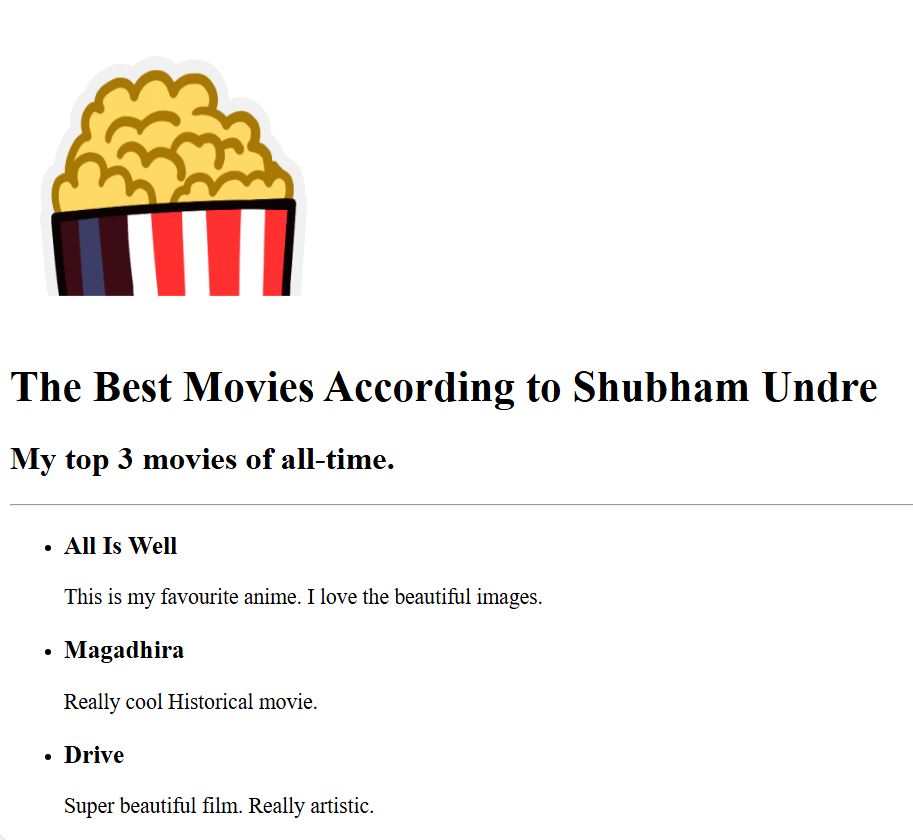 The Best Movies According to Shubham Undre
My top 3 movies of all-time.
All Is Well
This is my favourite anime. I love the beautiful images.
Magadhira
Really cool Historical movie.
Drive
Super beautiful film. Really artistic.